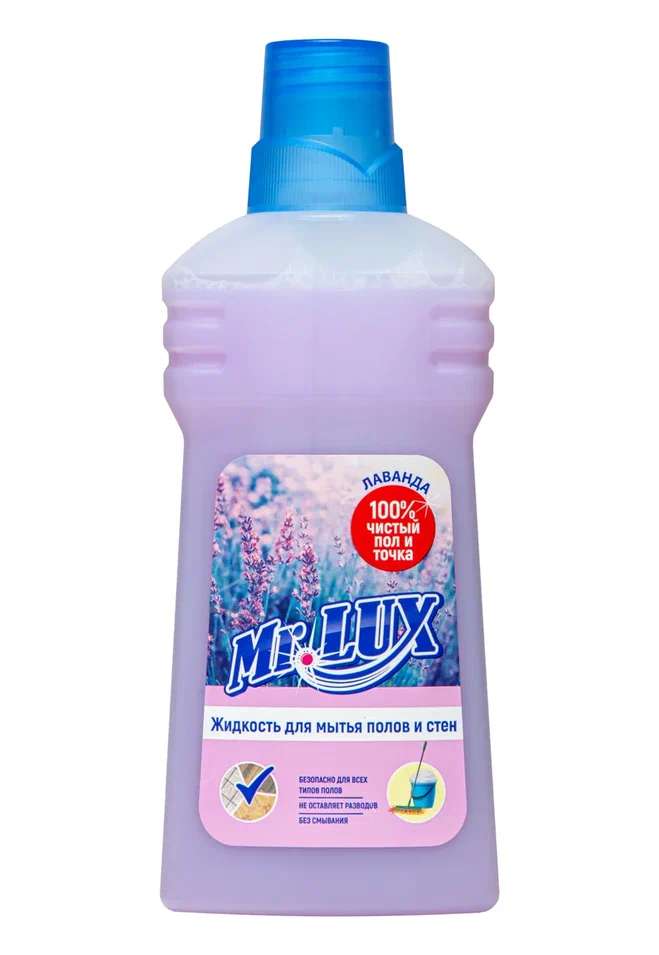 ЛАВАНДА
100%
ЧИСТЫЙ
ПОЛ И
ТОЧКА
Mr. LUX
Жидкость для мытья полов и стен
БЕЗОПАСНО ДЛЯ ВСЕХ
ТИПОВ ПОЛОВ
НЕ ОСТАВЛЯЕТ РАЗВОДОВ
БЕЗ СМЫВАНИЯ